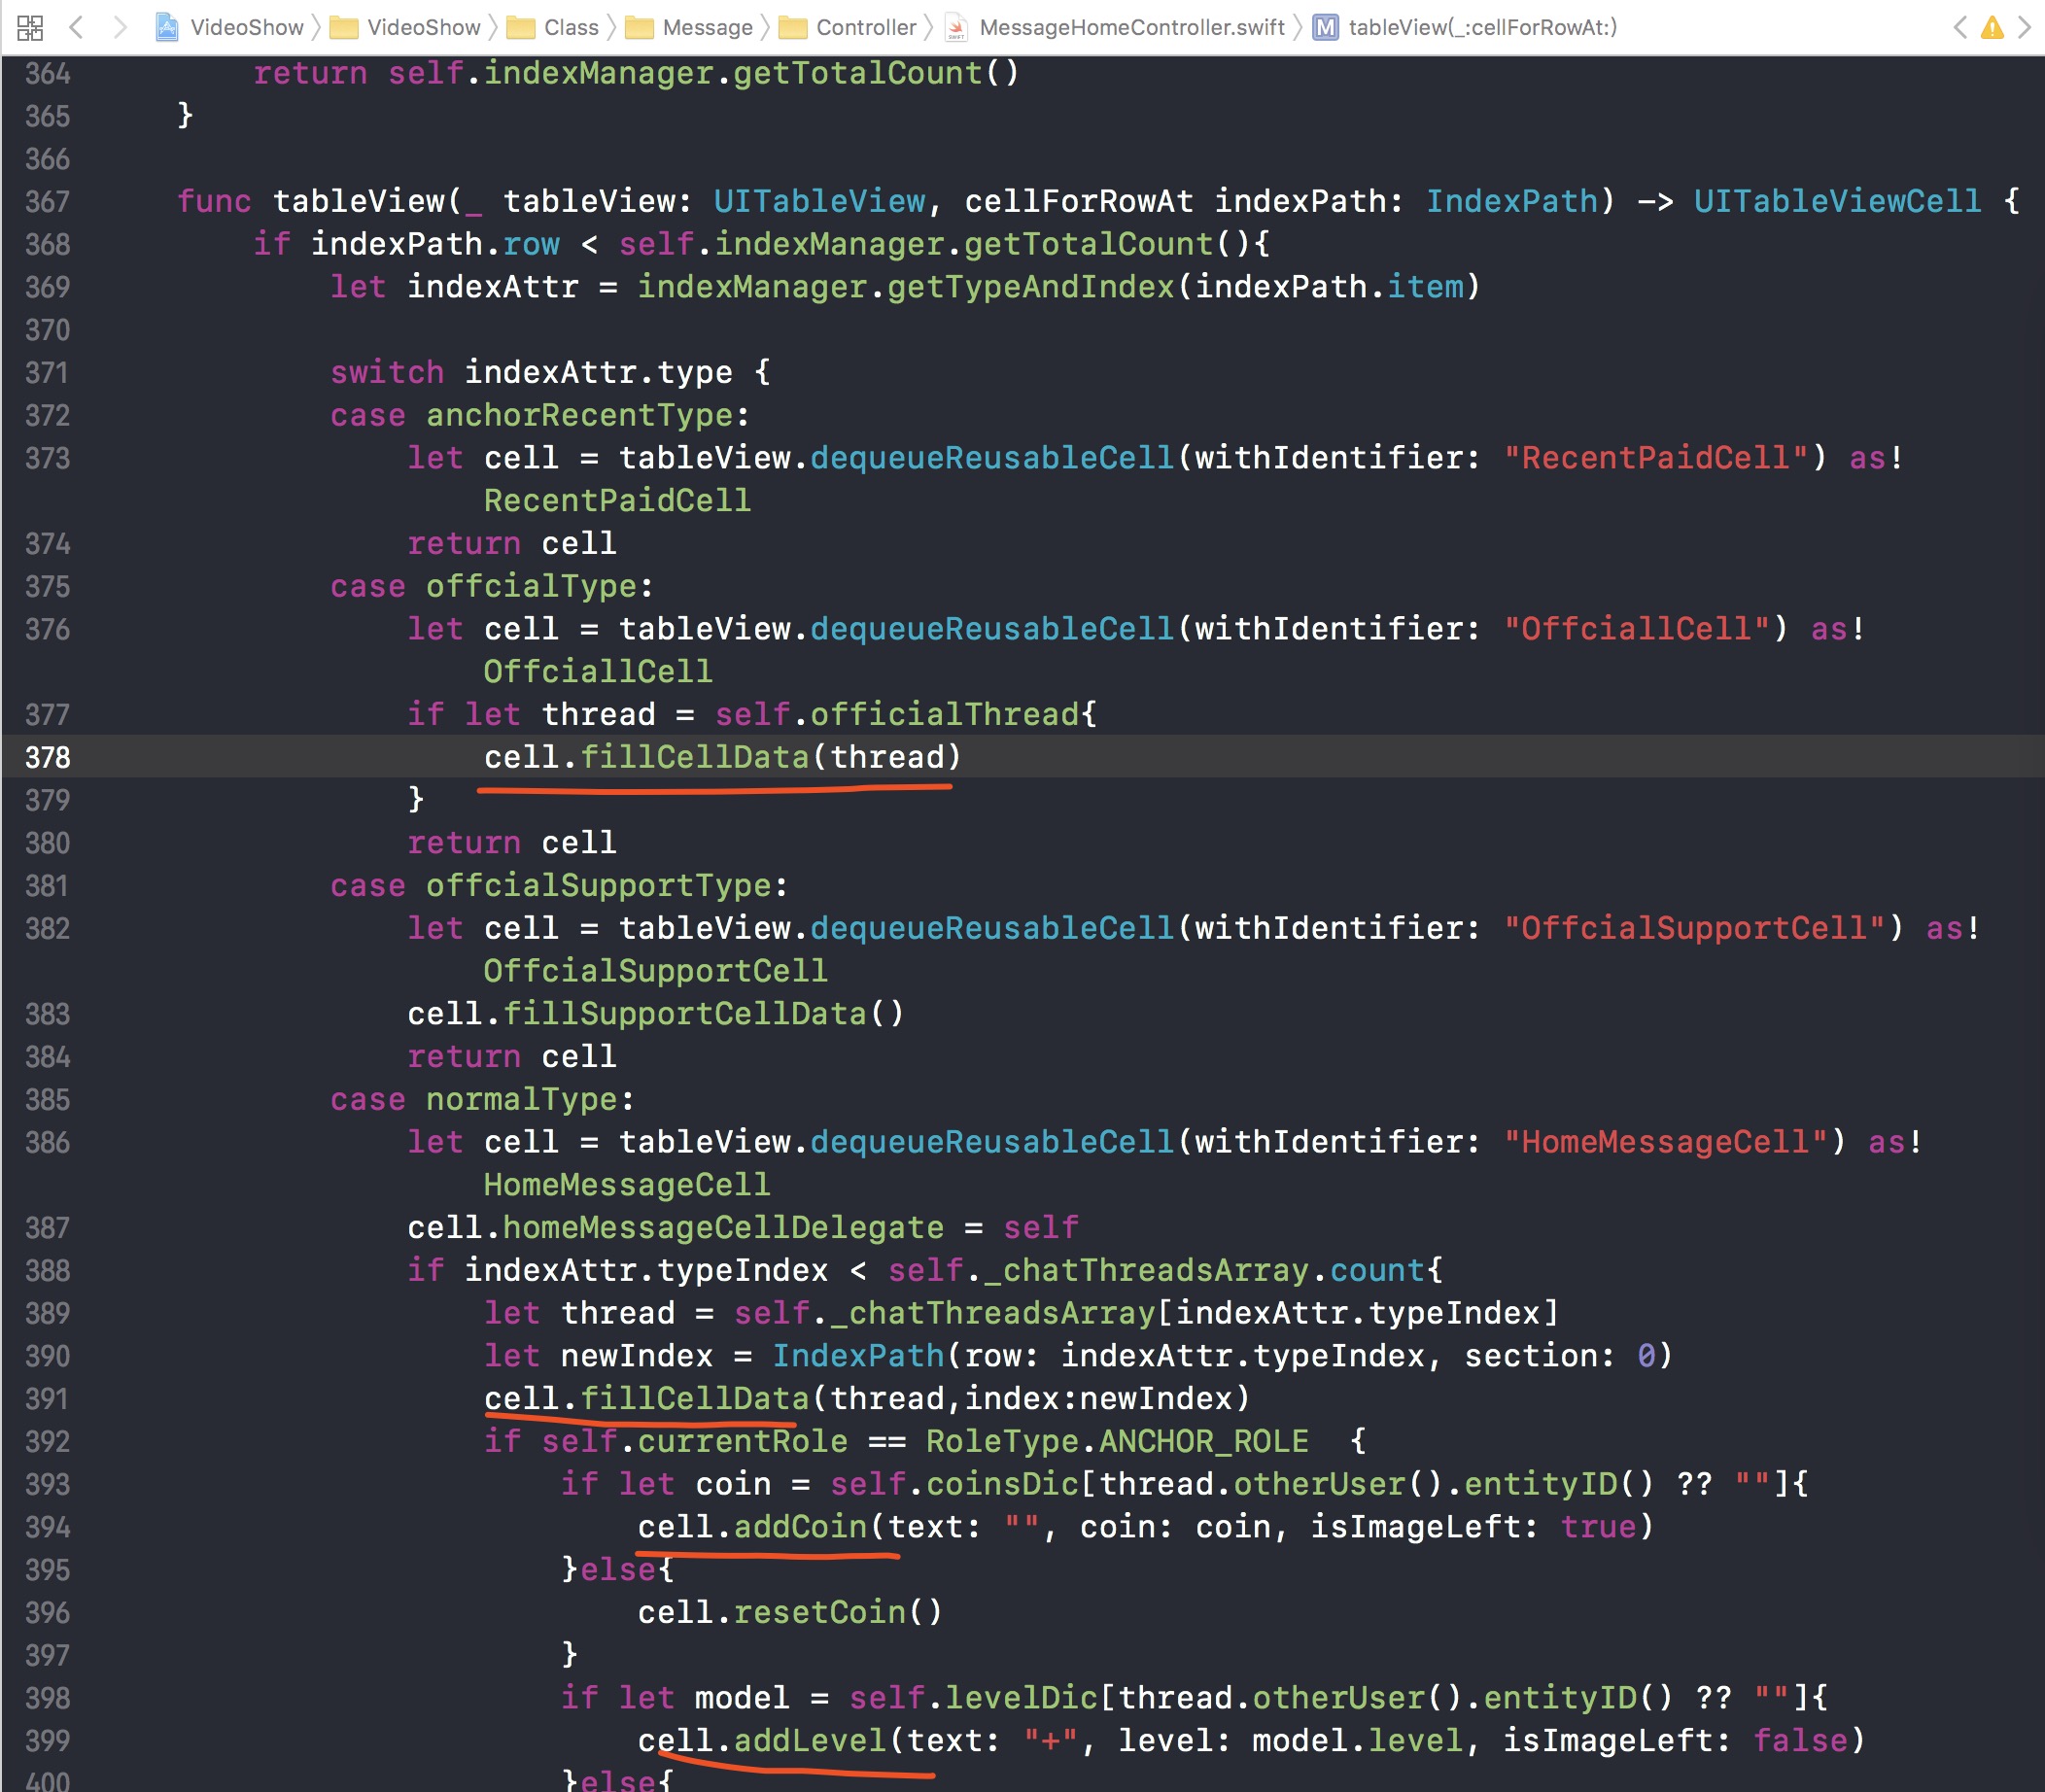 VideoShow VideoShow Class Message Controller MessageHomeController.swift M tableView(_:cellForRowAt:)
364 return self.indexManager.getTotalCount()
365 }
366
367 func tableView(_ tableView: UITableView, cellForRowAt indexPath: IndexPath) -> UITableViewCell {
368 if indexPath.row < self.indexManager.getTotalCount(){
369 let indexAttr = indexManager.getTypeAndIndex(indexPath.item)
370
371 switch indexAttr.type {
372 case anchorRecentType:
373 let cell = tableView.dequeueReusableCell(withIdentifier: "RecentPaidCell") as!
RecentPaidCell
374 return cell
375 case offcialType:
376 let cell = tableView.dequeueReusableCell(withIdentifier: "OffciallCell") as!
OffciallCell
377 if let thread = self.officialThread{
378 cell.fillCellData(thread)
379 }
380 return cell
381 case offcialSupportType:
382 let cell = tableView.dequeueReusableCell(withIdentifier: "OffcialSupportCell") as!
OffcialSupportCell
383 cell.fillSupportCellData()
384 return cell
385 case normalType:
386 let cell = tableView.dequeueReusableCell(withIdentifier: "HomeMessageCell") as!
HomeMessageCell
387 cell.homeMessageCellDelegate = self
388 if indexAttr.typeIndex < self._chatThreadsArray.count{
389 let thread = self._chatThreadsArray[indexAttr.typeIndex]
390 let newIndex = IndexPath(row: indexAttr.typeIndex, section: 0)
391 cell.fillCellData(thread,index:newIndex)
392 if self.currentRole == RoleType.ANCHOR_ROLE  {
393 if let coin = self.coinsDic[thread.otherUser().entityID() ?? ""]{
394 cell.addCoin(text: "", coin: coin, isImageLeft: true)
395 }else{
396 cell.resetCoin()
397 }
398 if let model = self.levelDic[thread.otherUser().entityID() ?? ""]{
399 cell.addLevel(text: "+", level: model.level, isImageLeft: false)
400 }else{